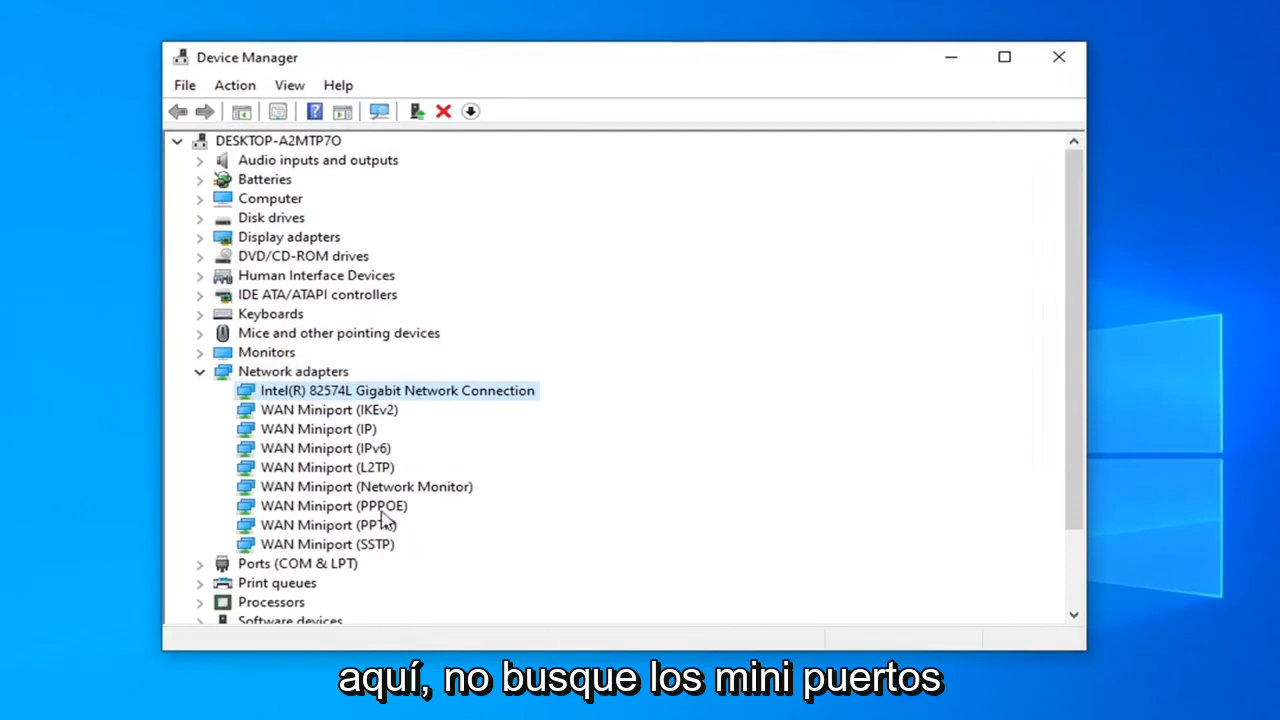 Device Manager
File Action View Help
DESKTOP-A2MTP7O
Audio inputs and outputs
Batteries
Computer
Disk drives
Display adapters
DVD/CD-ROM drives
Human Interface Devices
IDE ATA/ATAPI controllers
Keyboards
Mice and other pointing devices
Monitors
Network adapters
Intel(R) 82574L Gigabit Network Connection
WAN Miniport (IKEv2)
WAN Miniport (IP)
WAN Miniport (IPv6)
WAN Miniport (L2TP)
WAN Miniport (Network Monitor)
WAN Miniport (PPPOE)
WAN Miniport (PPTP)
WAN Miniport (SSTP)
Ports (COM & LPT)
Print queues
Processors
Software devices
aquí, no busque los mini puertos